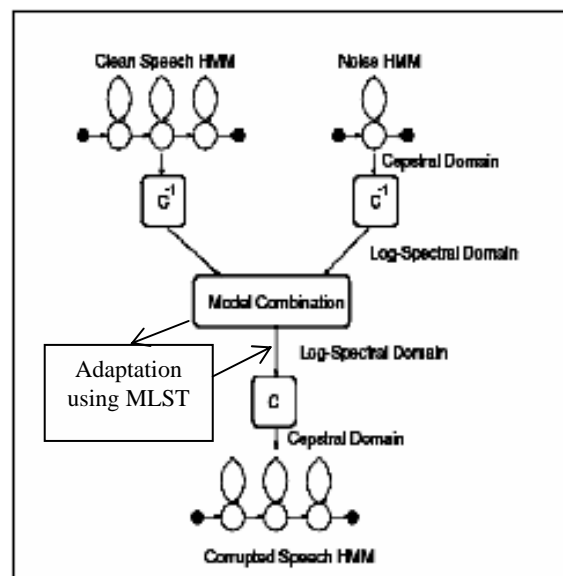 Clean Speech HMM
Noise HMM
Cepstral Domain
C⁻¹
C⁻¹
Log-Spectral Domain
Model Combination
Adaptation
using MLST
Log-Spectral Domain
C
Cepstral Domain
Corrupted Speech HMM